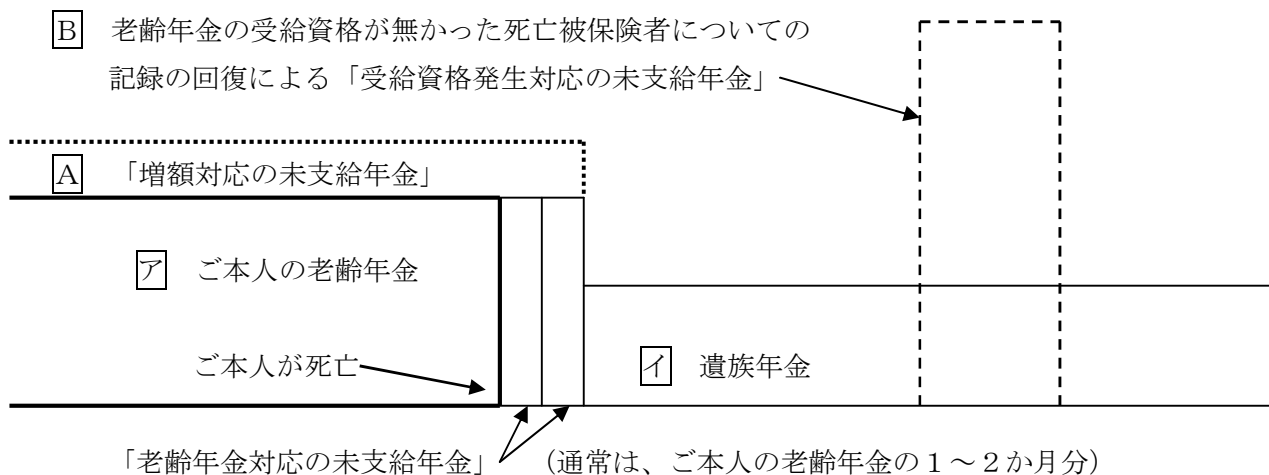 B 老齢年金の受給資格が無かった死亡被保険者についての
記録の回復による「受給資格発生対応の未支給年金」
A 「増額対応の未支給年金」
ア ご本人の老齢年金
ご本人が死亡
イ 遺族年金
「老齢年金対応の未支給年金」 (通常は、ご本人の老齢年金の1~2か月分)